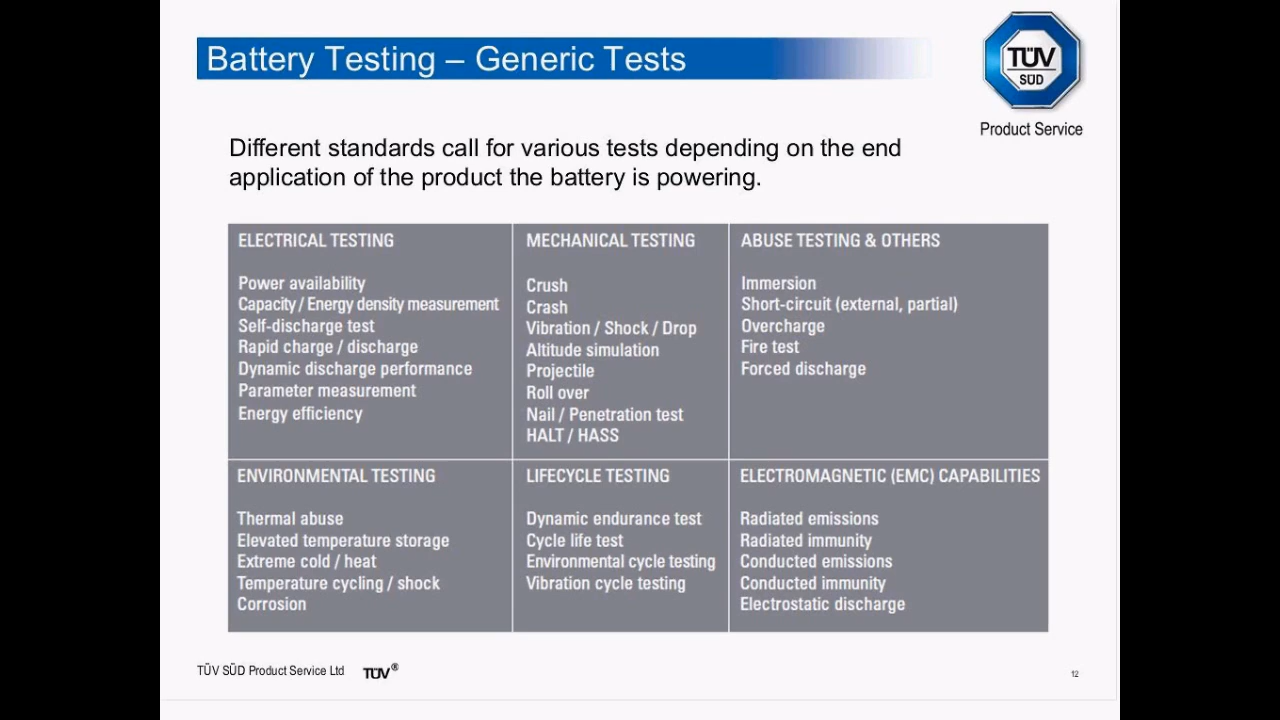 Battery Testing – Generic Tests
TÜV
SÜD
Product Service
Different standards call for various tests depending on the end
application of the product the battery is powering.
ELECTRICAL TESTING
Power availability
Capacity / Energy density measurement
Self-discharge test
Rapid charge / discharge
Dynamic discharge performance
Parameter measurement
Energy efficiency
MECHANICAL TESTING
Crush
Crash
Vibration / Shock / Drop
Altitude simulation
Projectile
Roll over
Nail / Penetration test
HALT / HASS
ABUSE TESTING & OTHERS
Immersion
Short-circuit (external, partial)
Overcharge
Fire test
Forced discharge
ENVIRONMENTAL TESTING
Thermal abuse
Elevated temperature storage
Extreme cold / heat
Temperature cycling / shock
Corrosion
LIFECYCLE TESTING
Dynamic endurance test
Cycle life test
Environmental cycle testing
Vibration cycle testing
ELECTROMAGNETIC (EMC) CAPABILITIES
Radiated emissions
Radiated immunity
Conducted emissions
Conducted immunity
Electrostatic discharge
TÜV SÜD Product Service Ltd TÜV®
12